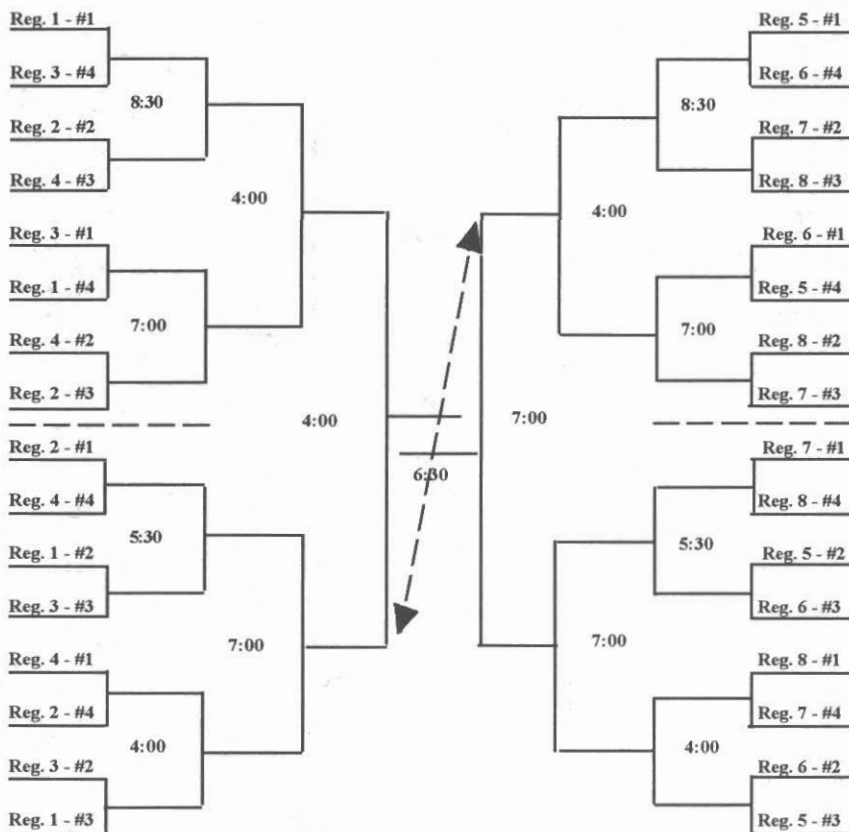 Reg. 1 - #1
Reg. 3 - #4
8:30
Reg. 2 - #2
Reg. 4 - #3
4:00
Reg. 3 - #1
Reg. 1 - #4
7:00
Reg. 4 - #2
Reg. 2 - #3
4:00
Reg. 2 - #1
Reg. 4 - #4
5:30
Reg. 1 - #2
Reg. 3 - #3
7:00
Reg. 4 - #1
Reg. 2 - #4
4:00
Reg. 3 - #2
Reg. 1 - #3
6:30
Reg. 5 - #1
Reg. 6 - #4
8:30
Reg. 7 - #2
Reg. 8 - #3
4:00
Reg. 6 - #1
Reg. 5 - #4
7:00
Reg. 8 - #2
Reg. 7 - #3
7:00
Reg. 7 - #1
Reg. 8 - #4
5:30
Reg. 5 - #2
Reg. 6 - #3
7:00
Reg. 8 - #1
Reg. 7 - #4
4:00
Reg. 6 - #2
Reg. 5 - #3